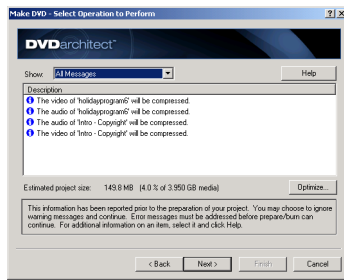 Make DVD - Select Operation to Perform
DVDarchitect™
Show: All Messages
Help
Description
The video of 'holidayprogram6' will be compressed.
The audio of 'holidayprogram6' will be compressed.
The audio of 'Intro - Copyright' will be compressed.
The video of 'Intro - Copyright' will be compressed.
Estimated project size: 149.8 MB (4.0 % of 3.950 GB media)
Optimize...
This information has been reported prior to the preparation of your project. You may choose to ignore
warning messages and continue. Error messages must be addressed before prepare/burn can
continue. For additional information on an item, select it and click Help.
< Back
Next >
Finish
Cancel